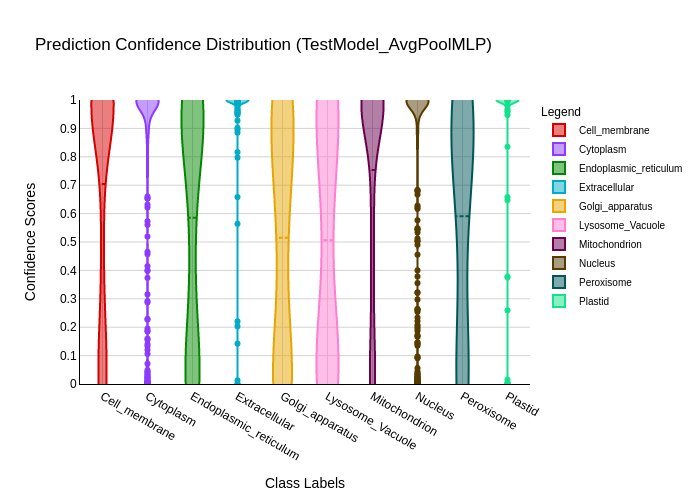 Prediction Confidence Distribution (TestModel_AvgPoolMLP)
Confidence Scores
1
0.9
0.8
0.7
0.6
0.5
0.4
0.3
0.2
0.1
0
Cell_membrane
Cytoplasm
Endoplasmic_reticulum
Extracellular
Golgi_apparatus
Lysosome_Vacuole
Mitochondrion
Nucleus
Peroxisome
Plastid
Class Labels
Legend
Cell_membrane
Cytoplasm
Endoplasmic_reticulum
Extracellular
Golgi_apparatus
Lysosome_Vacuole
Mitochondrion
Nucleus
Peroxisome
Plastid